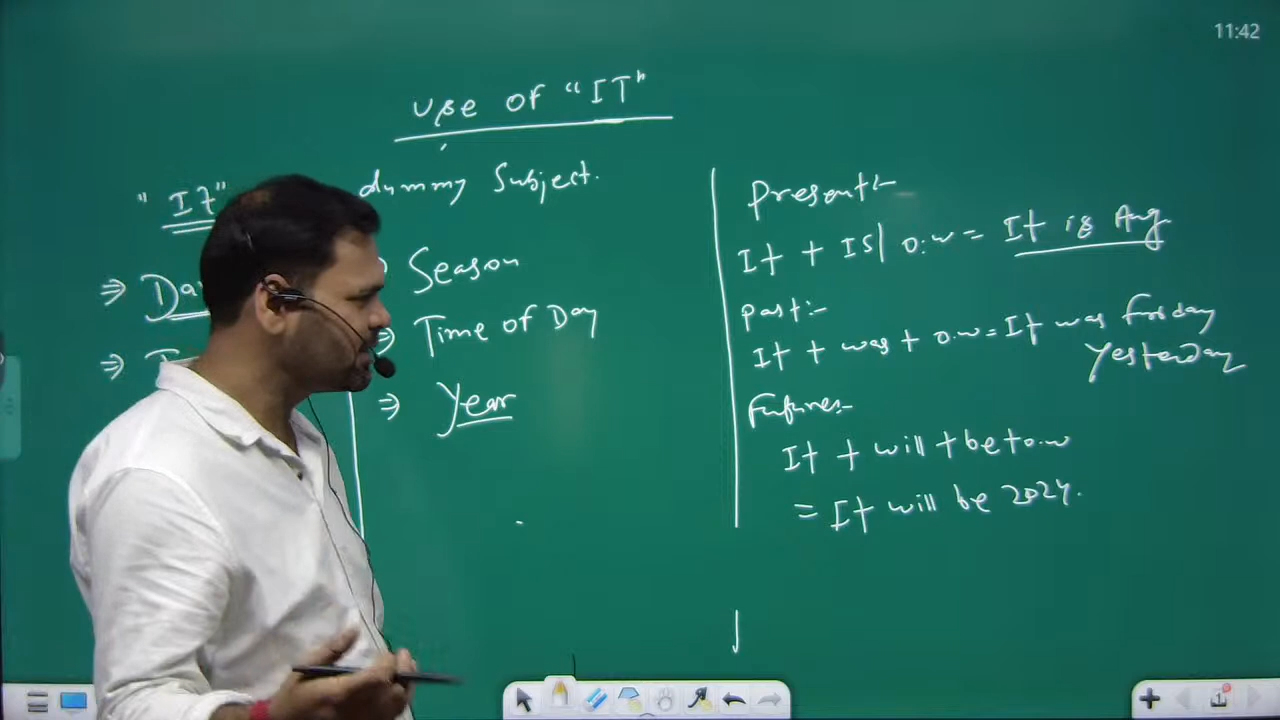 11:42
Use of "IT"
"It"
dummy Subject.
⇒ Season
⇒ Time of Day
⇒ Year
Present:-
It + IS| o.w = It is Aug
Past:-
It + was + o.w = It was Friday
Yesterday
Future:-
It + will + be + o.w
= It will be 2024.
1